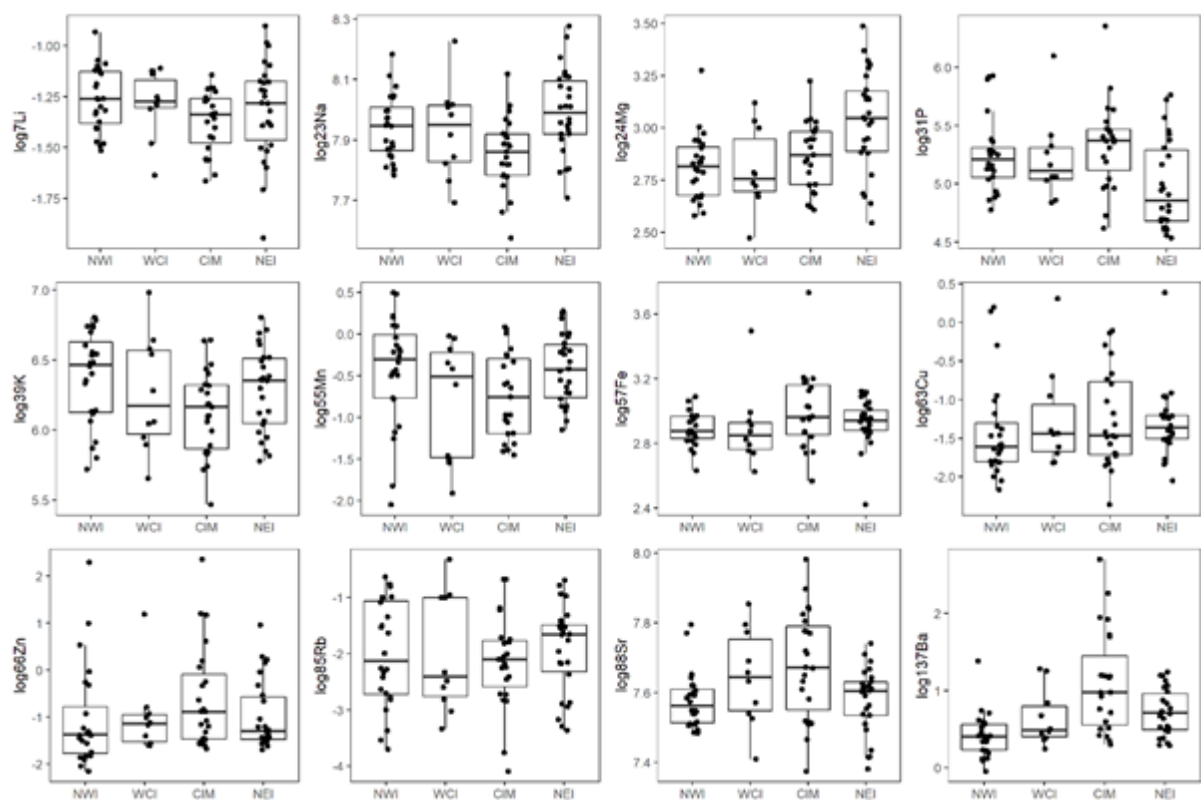 log7Li
-1.00
-1.25
-1.50
-1.75
NWI WCI CIM NEI
log23Na
8.3
8.1
7.9
7.7
NWI WCI CIM NEI
log24Mg
3.50
3.25
3.00
2.75
2.50
NWI WCI CIM NEI
log31P
6.0
5.5
5.0
4.5
NWI WCI CIM NEI
log39K
7.0
6.5
6.0
5.5
NWI WCI CIM NEI
log55Mn
0.5
-0.0
-0.5
-1.0
-1.5
-2.0
NWI WCI CIM NEI
log57Fe
3.6
3.2
2.8
2.4
NWI WCI CIM NEI
log63Cu
0.5
0.0
-0.5
-1.0
-1.5
-2.0
NWI WCI CIM NEI
log66Zn
2
1
0
-1
-2
NWI WCI CIM NEI
log85Rb
-1
-2
-3
-4
NWI WCI CIM NEI
log88Sr
8.0
7.8
7.6
7.4
NWI WCI CIM NEI
log137Ba
2
1
0
NWI WCI CIM NEI